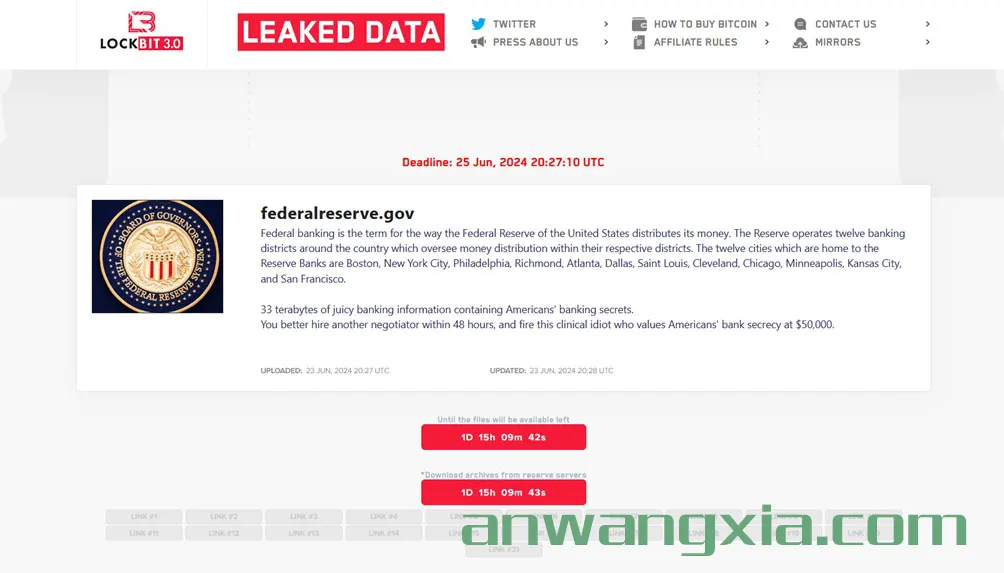 LOCKBIT 3.0
LEAKED DATA
TWITTER
PRESS ABOUT US
HOW TO BUY BITCOIN
AFFILIATE RULES
CONTACT US
MIRRORS
Deadline: 25 Jun, 2024 20:27:10 UTC
BOARD OF GOVERNORS
OF THE FEDERAL RESERVE SYSTEM
federalreserve.gov
Federal banking is the term for the way the Federal Reserve of the United States distributes its money. The Reserve operates twelve banking
districts around the country which oversee money distribution within their respective districts. The twelve cities which are home to the
Reserve Banks are Boston, New York City, Philadelphia, Richmond, Atlanta, Dallas, Saint Louis, Cleveland, Chicago, Minneapolis, Kansas City,
and San Francisco.
33 terabytes of juicy banking information containing Americans' banking secrets.
You better hire another negotiator within 48 hours, and fire this clinical idiot who values Americans' bank secrecy at $50,000.
UPLOADED: 23 JUN, 2024 20:27 UTC
UPDATED: 23 JUN, 2024 20:28 UTC
Until the files will be available left
1D 15h 09m 42s
*Download archives from reserve servers
1D 15h 09m 43s
LINK #1 LINK #2 LINK #3 LINK #4
LINK #11 LINK #12 LINK #13 LINK #14
LINK #21
anwangxia.com